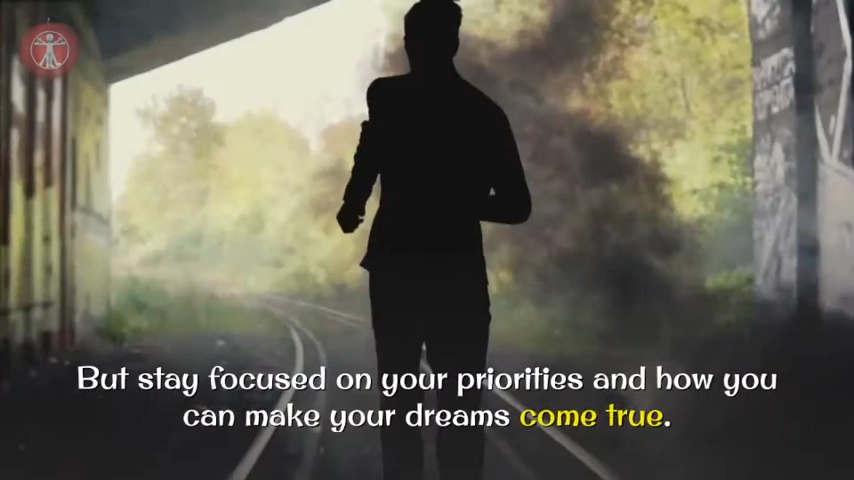 But stay focused on your priorities and how you
can make your dreams come true.